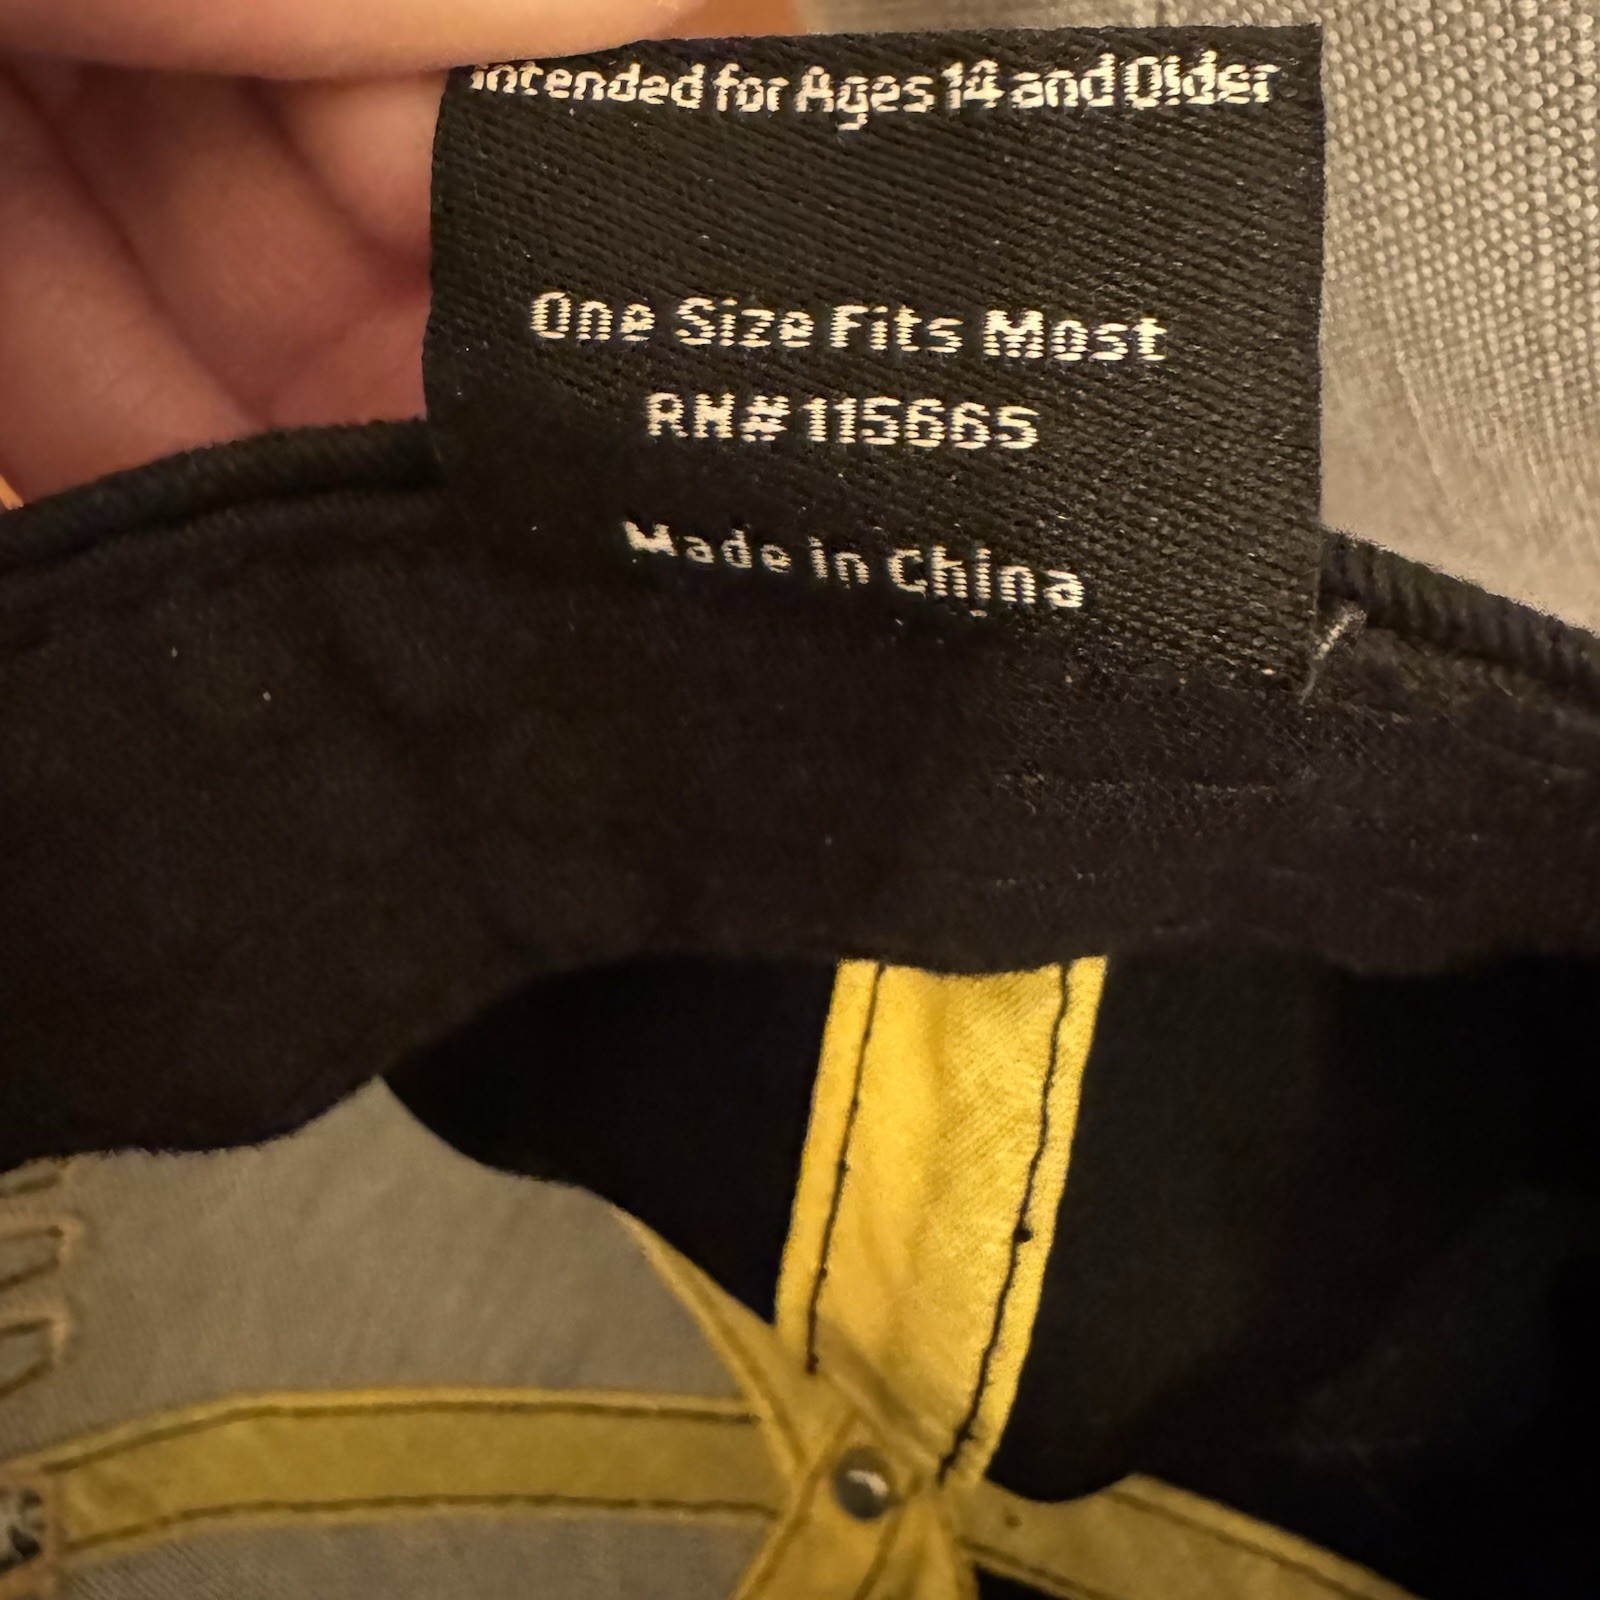 Intended for Ages 14 and Older
One Size Fits Most
RN#115665
Made in China